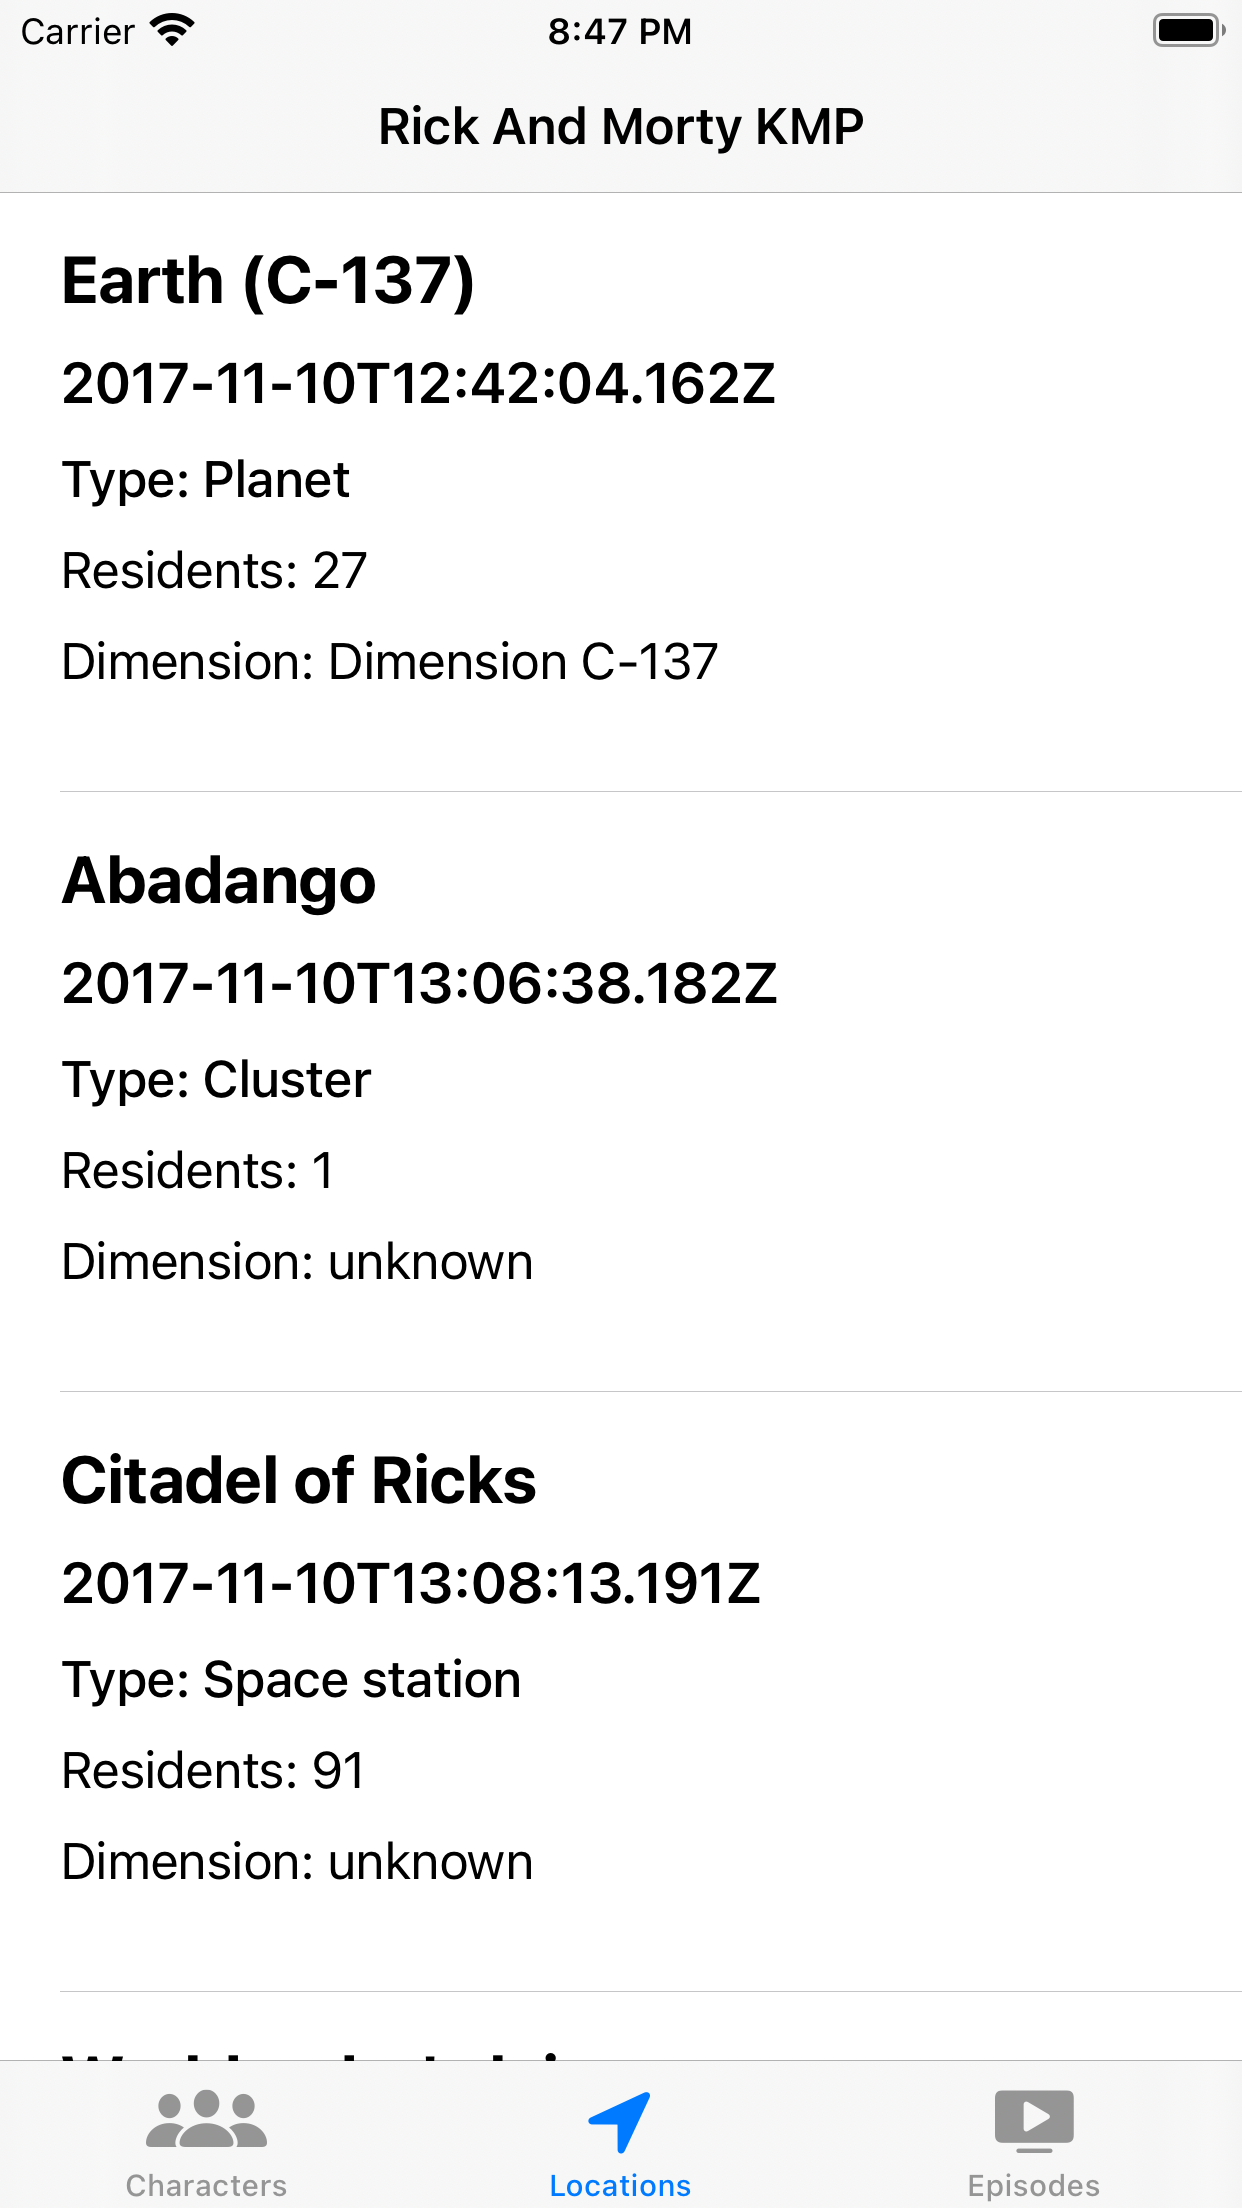 Carrier
8:47 PM
Rick And Morty KMP
Earth (C-137)
2017-11-10T12:42:04.162Z
Type: Planet
Residents: 27
Dimension: Dimension C-137
Abadango
2017-11-10T13:06:38.182Z
Type: Cluster
Residents: 1
Dimension: unknown
Citadel of Ricks
2017-11-10T13:08:13.191Z
Type: Space station
Residents: 91
Dimension: unknown
Characters
Locations
Episodes